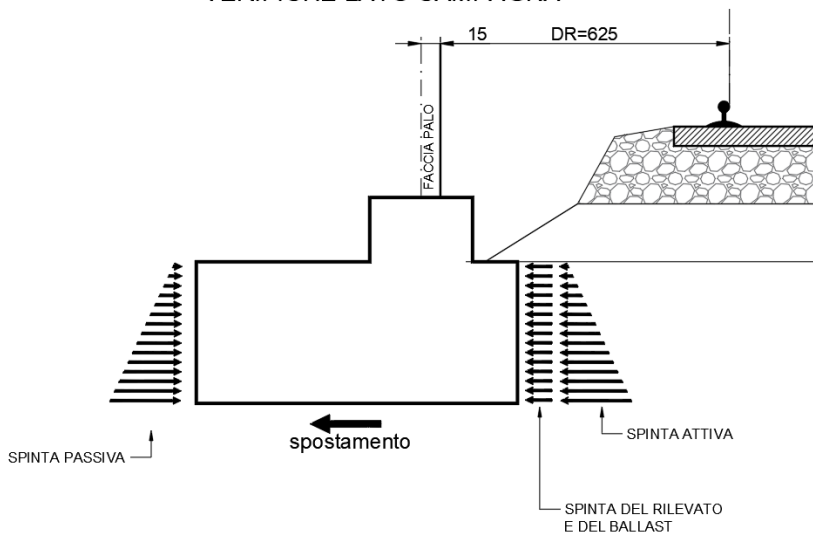 15
DR=625
FACCIA PALO
spostamento
SPINTA PASSIVA
SPINTA ATTIVA
SPINTA DEL RILEVATO
E DEL BALLAST